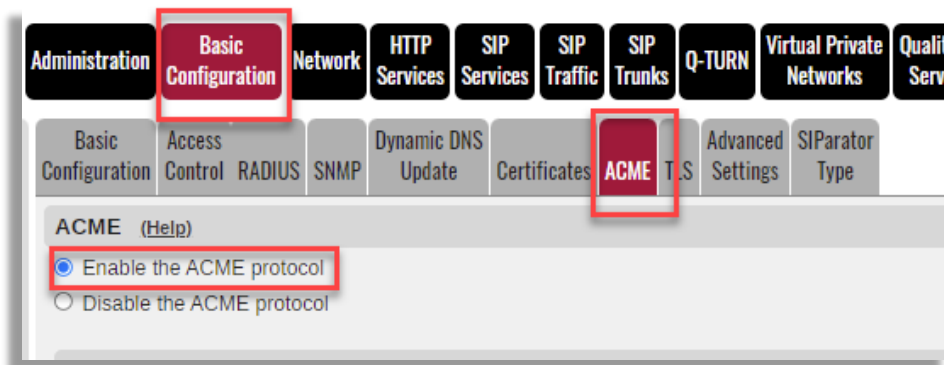 Administration
Basic
Configuration
Network
HTTP
Services
SIP
Services
SIP
Traffic
SIP
Trunks
Q-TURN
Virtual Private
Networks
Basic
Configuration
Access
Control
RADIUS
SNMP
Dynamic DNS
Update
Certificates
ACME
TLS
Advanced
Settings
SIParator
Type
ACME (Help)
Enable the ACME protocol
Disable the ACME protocol